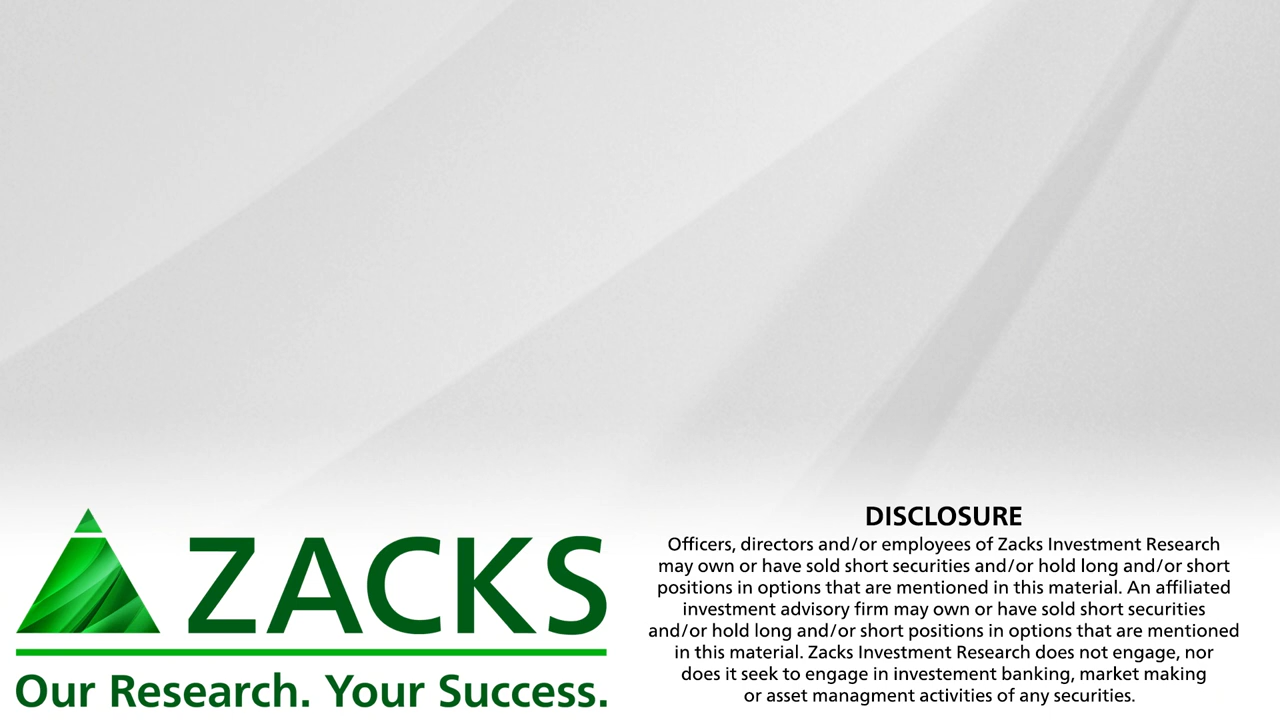 ZACKS
Our Research. Your Success.
DISCLOSURE
Officers, directors and/or employees of Zacks Investment Research
may own or have sold short securities and/or hold long and/or short
positions in options that are mentioned in this material. An affiliated
investment advisory firm may own or have sold short securities
and/or hold long and/or short positions in options that are mentioned
in this material. Zacks Investment Research does not engage, nor
does it seek to engage in investement banking, market making
or asset managment activities of any securities.